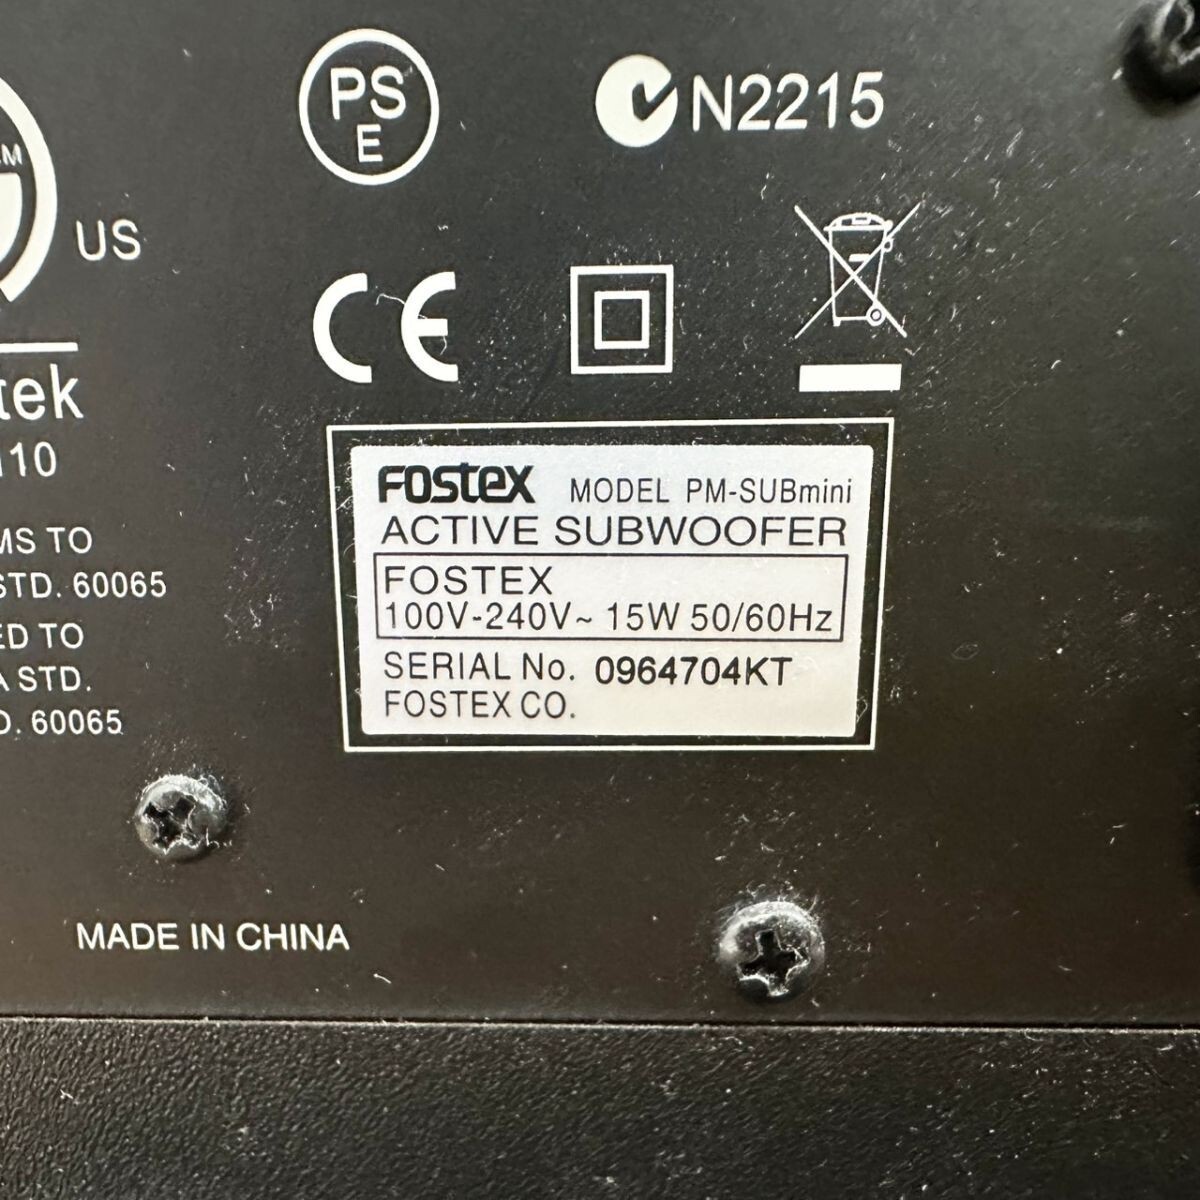 PS
E
N2215
US
CE
FOSTEX MODEL PM-SUBmini
ACTIVE SUBWOOFER
FOSTEX
100V-240V~ 15W 50/60Hz
SERIAL No. 0964704KT
FOSTEX CO.
tek
110
MS TO
STD. 60065
ED TO
A STD.
D. 60065
MADE IN CHINA